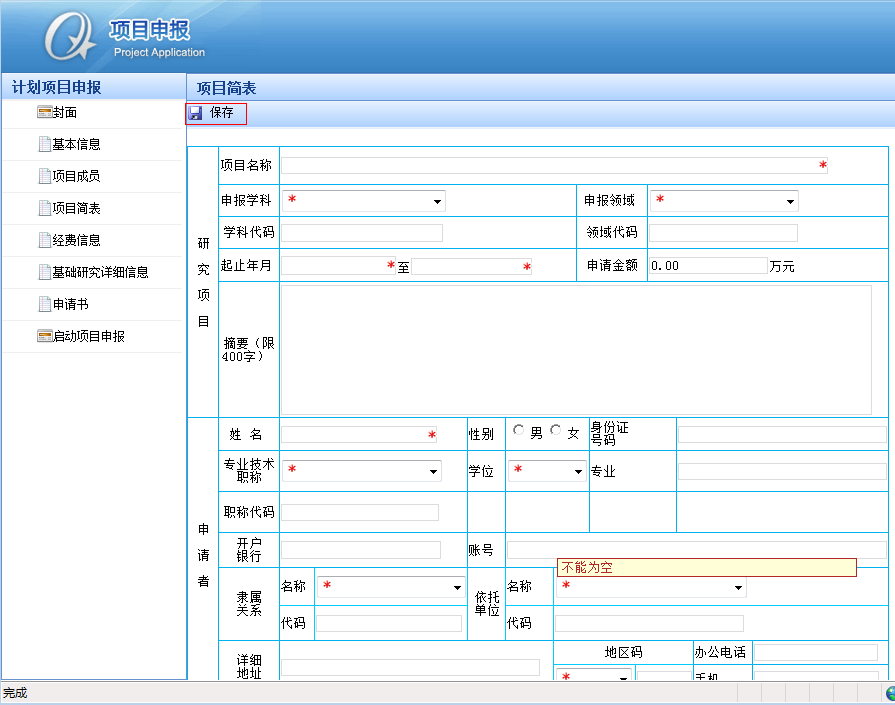 项目申报
Project Application
计划项目申报
封面
基本信息
项目成员
项目简表
经费信息
基础研究详细信息
申请书
启动项目申报
项目简表
保存
研究项目
项目名称 *
申报学科 * 申报领域 *
学科代码 领域代码
起止年月 * 至 * 申请金额 0.00 万元
摘要（限
400字）
申请者
姓 名 * 性别 男 女 身份证
号码
专业技术
职称 * 学位 * 专业
职称代码
开户
银行 账号
不能为空
隶属
关系 名称 * 依托
单位 名称 *
代码 代码
详细
地址 地区码 办公电话
* 手机
完成